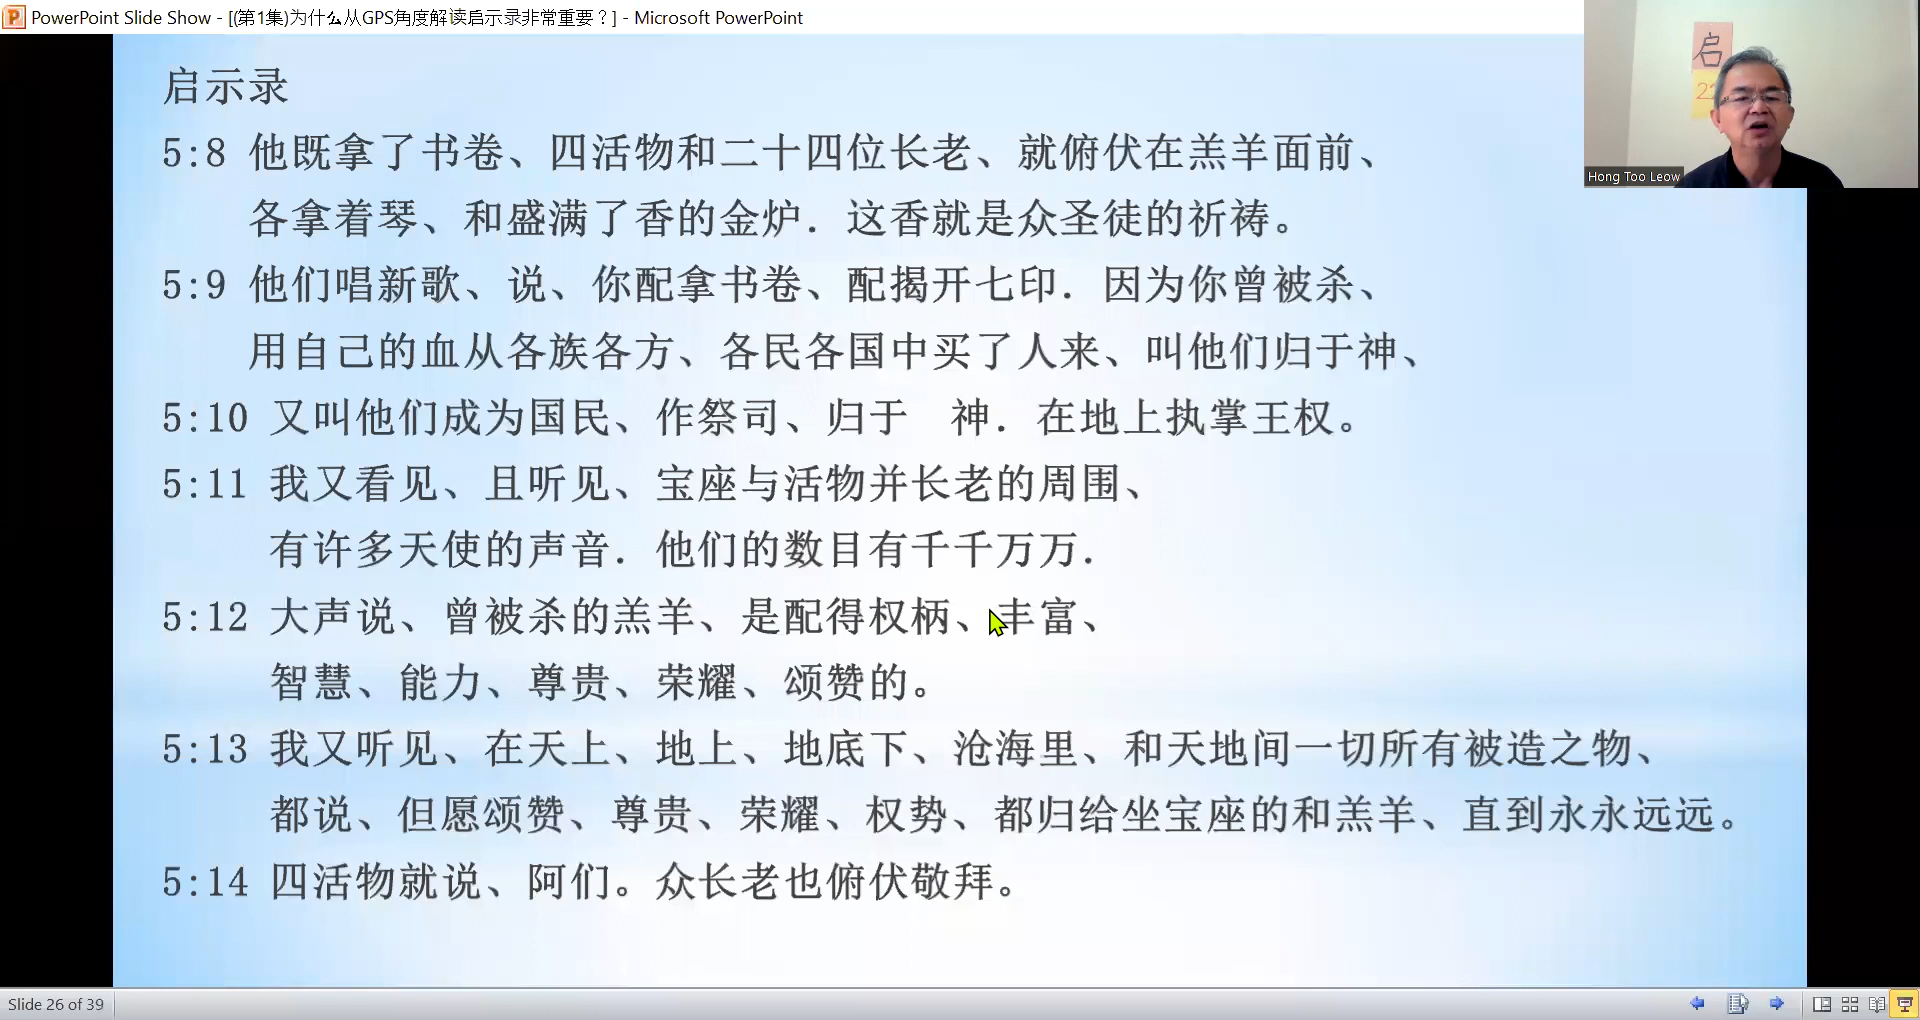 PowerPoint Slide Show - [(第1集)为什么从GPS角度解读启示录非常重要？] - Microsoft PowerPoint
启
22
Hong Too Leow
启示录
5:8 他既拿了书卷、四活物和二十四位长老、就俯伏在羔羊面前、
各拿着琴、和盛满了香的金炉．这香就是众圣徒的祈祷。
5:9 他们唱新歌、说、你配拿书卷、配揭开七印．因为你曾被杀、
用自己的血从各族各方、各民各国中买了人来、叫他们归于神、
5:10 又叫他们成为国民、作祭司、归于　神．在地上执掌王权。
5:11 我又看见、且听见、宝座与活物并长老的周围、
有许多天使的声音．他们的数目有千千万万．
5:12 大声说、曾被杀的羔羊、是配得权柄、丰富、
智慧、能力、尊贵、荣耀、颂赞的。
5:13 我又听见、在天上、地上、地底下、沧海里、和天地间一切所有被造之物、
都说、但愿颂赞、尊贵、荣耀、权势、都归给坐宝座的和羔羊、直到永永远远。
5:14 四活物就说、阿们。众长老也俯伏敬拜。
Slide 26 of 39